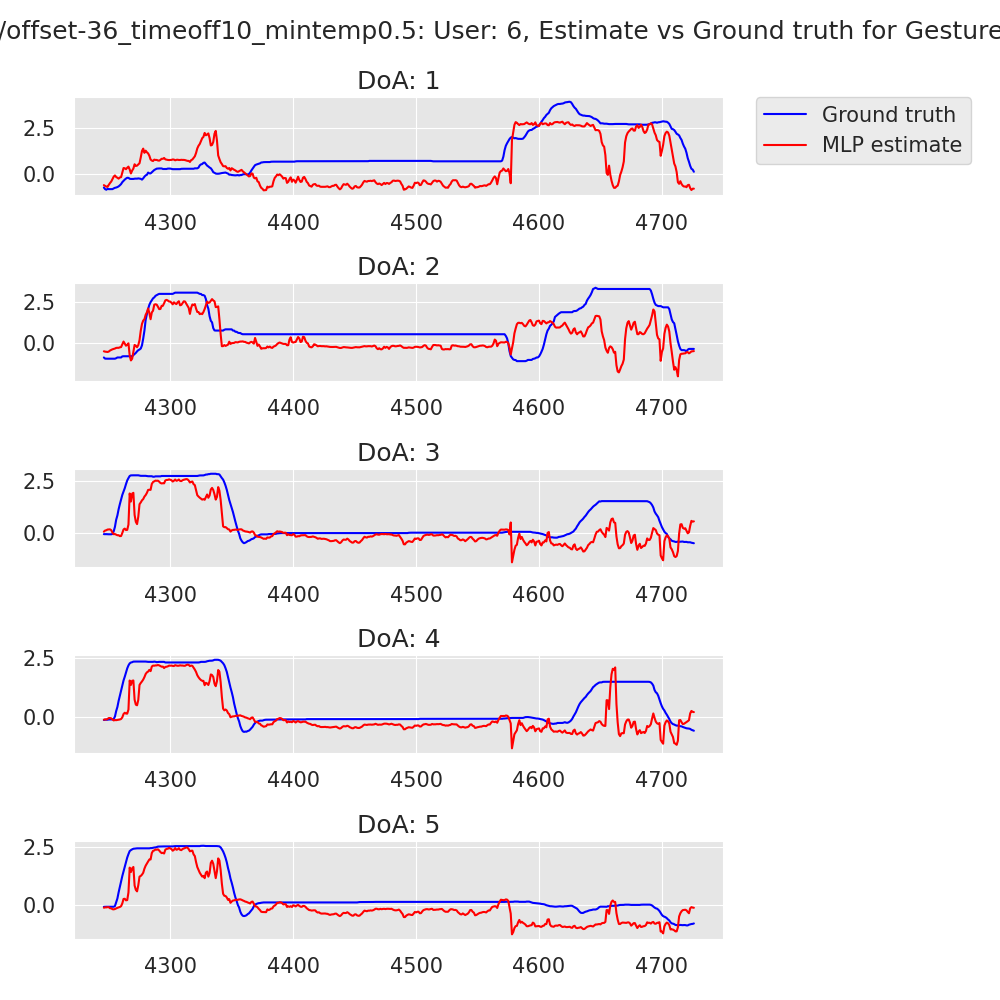 /offset-36_timeoff10_mintemp0.5: User: 6, Estimate vs Ground truth for Gesture
DoA: 1
Ground truth
MLP estimate
2.5
0.0
4300 4400 4500 4600 4700
DoA: 2
2.5
0.0
4300 4400 4500 4600 4700
DoA: 3
2.5
0.0
4300 4400 4500 4600 4700
DoA: 4
2.5
0.0
4300 4400 4500 4600 4700
DoA: 5
2.5
0.0
4300 4400 4500 4600 4700